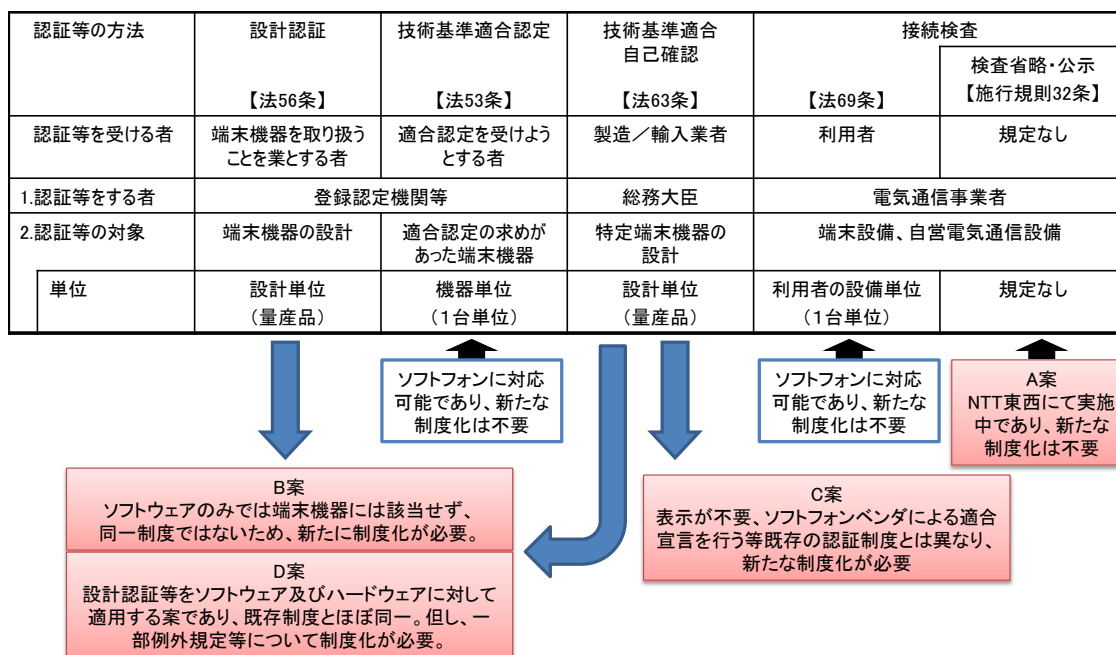 認証等の方法
設計認証
【法56条】
技術基準適合認定
【法53条】
技術基準適合
自己確認
【法63条】
接続検査
【法69条】
検査省略・公示
【施行規則32条】
認証等を受ける者
端末機器を取り扱う
ことを業とする者
適合認定を受けよう
とする者
製造／輸入業者
利用者
規定なし
1.認証等をする者
登録認定機関等
総務大臣
電気通信事業者
2.認証等の対象
端末機器の設計
適合認定の求めが
あった端末機器
特定端末機器の
設計
端末設備、自営電気通信設備
単位
設計単位
（量産品）
機器単位
（１台単位）
設計単位
（量産品）
利用者の設備単位
（１台単位）
規定なし
ソフトフォンに対応
可能であり、新たな
制度化は不要
ソフトフォンに対応
可能であり、新たな
制度化は不要
A案
NTT東西にて実施
中であり、新たな
制度化は不要
B案
ソフトウェアのみでは端末機器には該当せず、
同一制度ではないため、新たに制度化が必要。
C案
表示が不要、ソフトフォンベンダによる適合
宣言を行う等既存の認証制度とは異なり、
新たな制度化が必要
D案
設計認証等をソフトウェア及びハードウェアに対して
適用する案であり、既存制度とほぼ同一。但し、一
部例外規定等について制度化が必要。